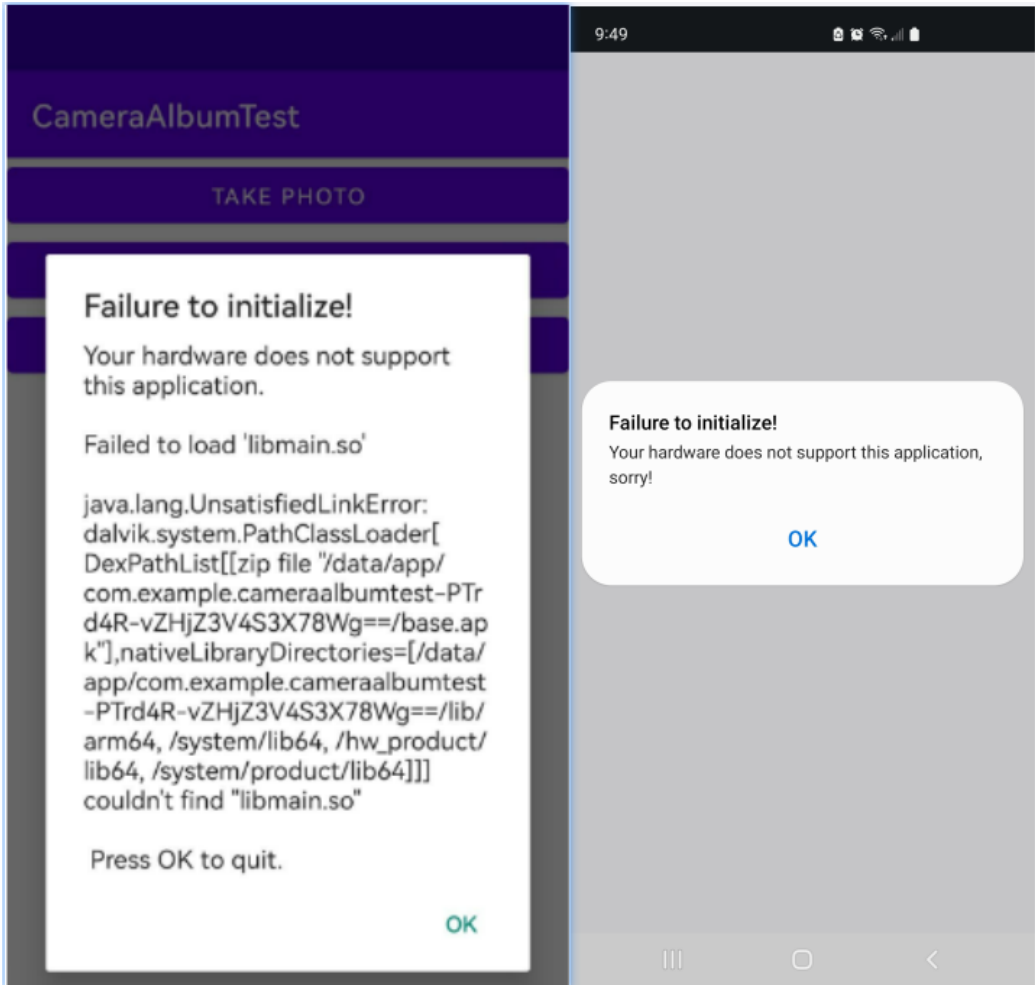 CameraAlbumTest
TAKE PHOTO
Failure to initialize!
Your hardware does not support
this application.
Failed to load 'libmain.so'
java.lang.UnsatisfiedLinkError:
dalvik.system.PathClassLoader[
DexPathList[[zip file "/data/app/
com.example.cameraalbumtest-PTr
d4R-vZHjZ3V4S3X78Wg==/base.ap
k"],nativeLibraryDirectories=[/data/
app/com.example.cameraalbumtest
-PTrd4R-vZHjZ3V4S3X78Wg==/lib/
arm64, /system/lib64, /hw_product/
lib64, /system/product/lib64]]]
couldn't find "libmain.so"
Press OK to quit.
OK
9:49
Failure to initialize!
Your hardware does not support this application,
sorry!
OK